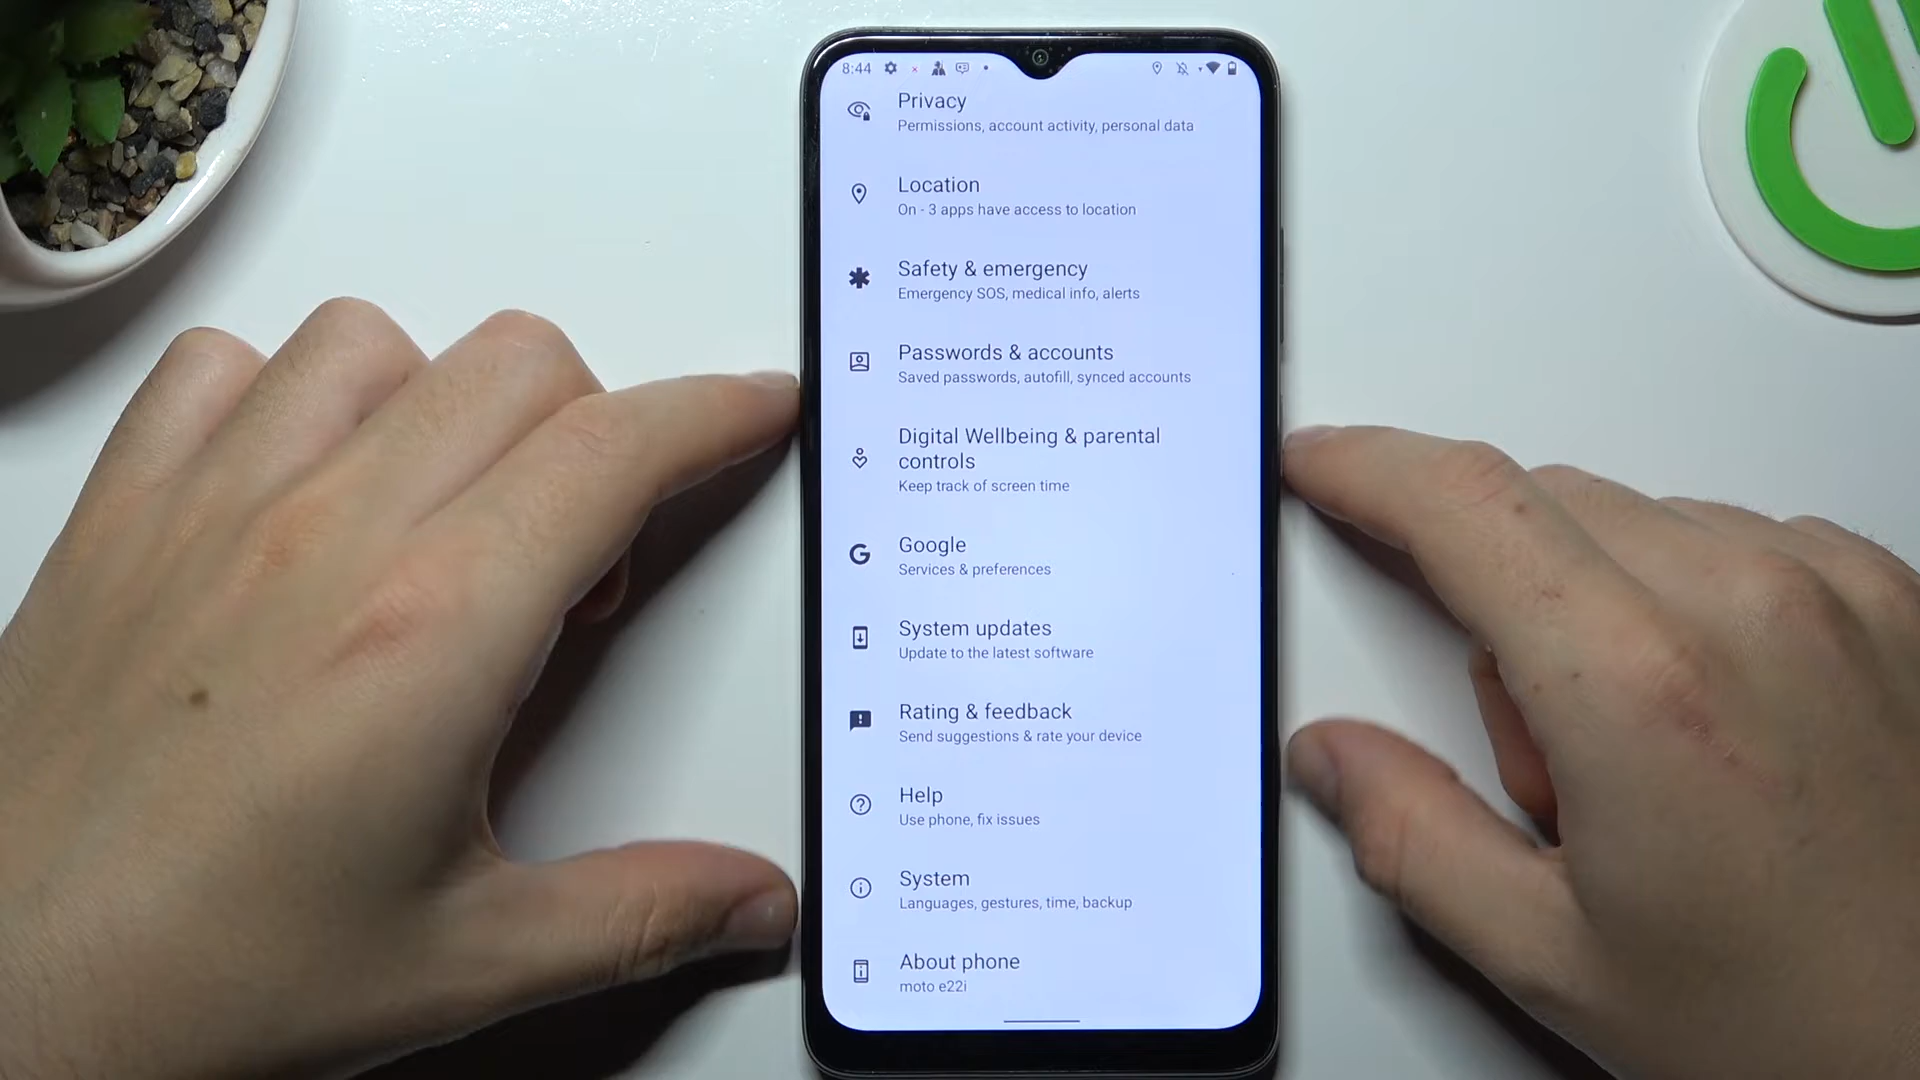 8:44
Privacy
Permissions, account activity, personal data
Location
On - 3 apps have access to location
Safety & emergency
Emergency SOS, medical info, alerts
Passwords & accounts
Saved passwords, autofill, synced accounts
Digital Wellbeing & parental
controls
Keep track of screen time
Google
Services & preferences
System updates
Update to the latest software
Rating & feedback
Send suggestions & rate your device
Help
Use phone, fix issues
System
Languages, gestures, time, backup
About phone
moto e22i